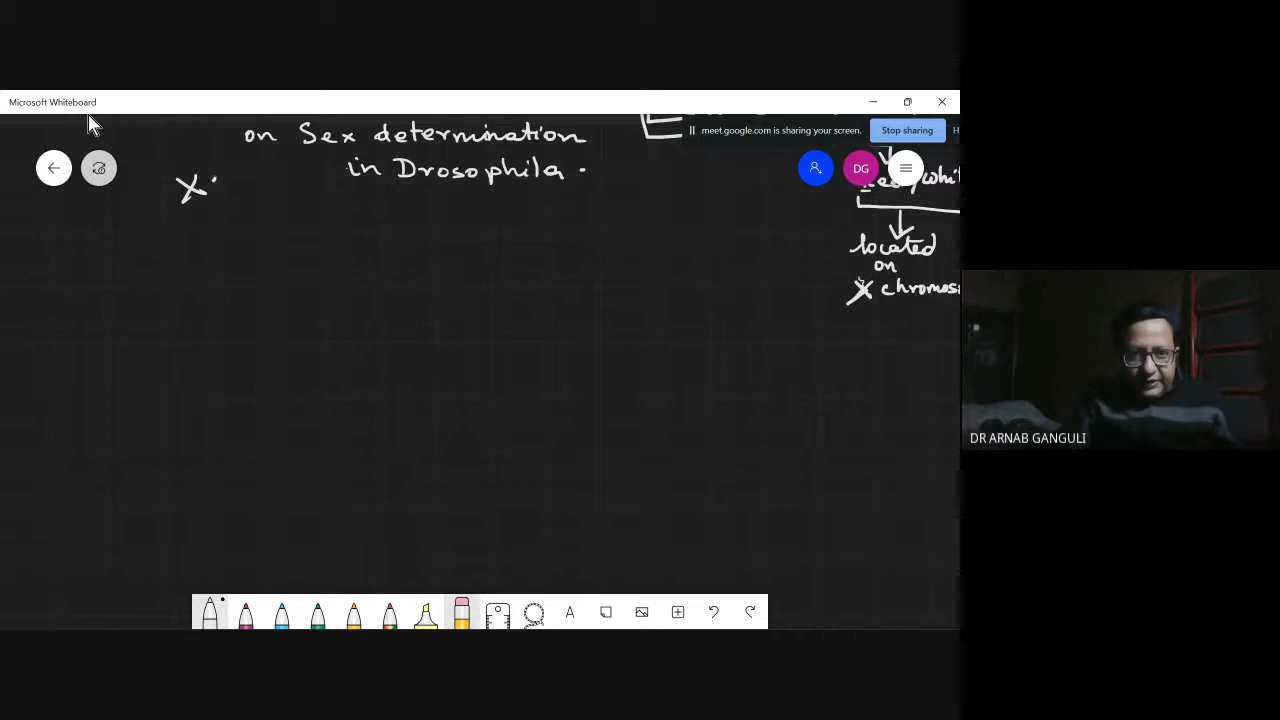 Microsoft Whiteboard
on Sex determination
in Drosophila.
X
meet.google.com is sharing your screen.
Stop sharing
H
DG
located
on
X chromos
DR ARNAB GANGULI
A